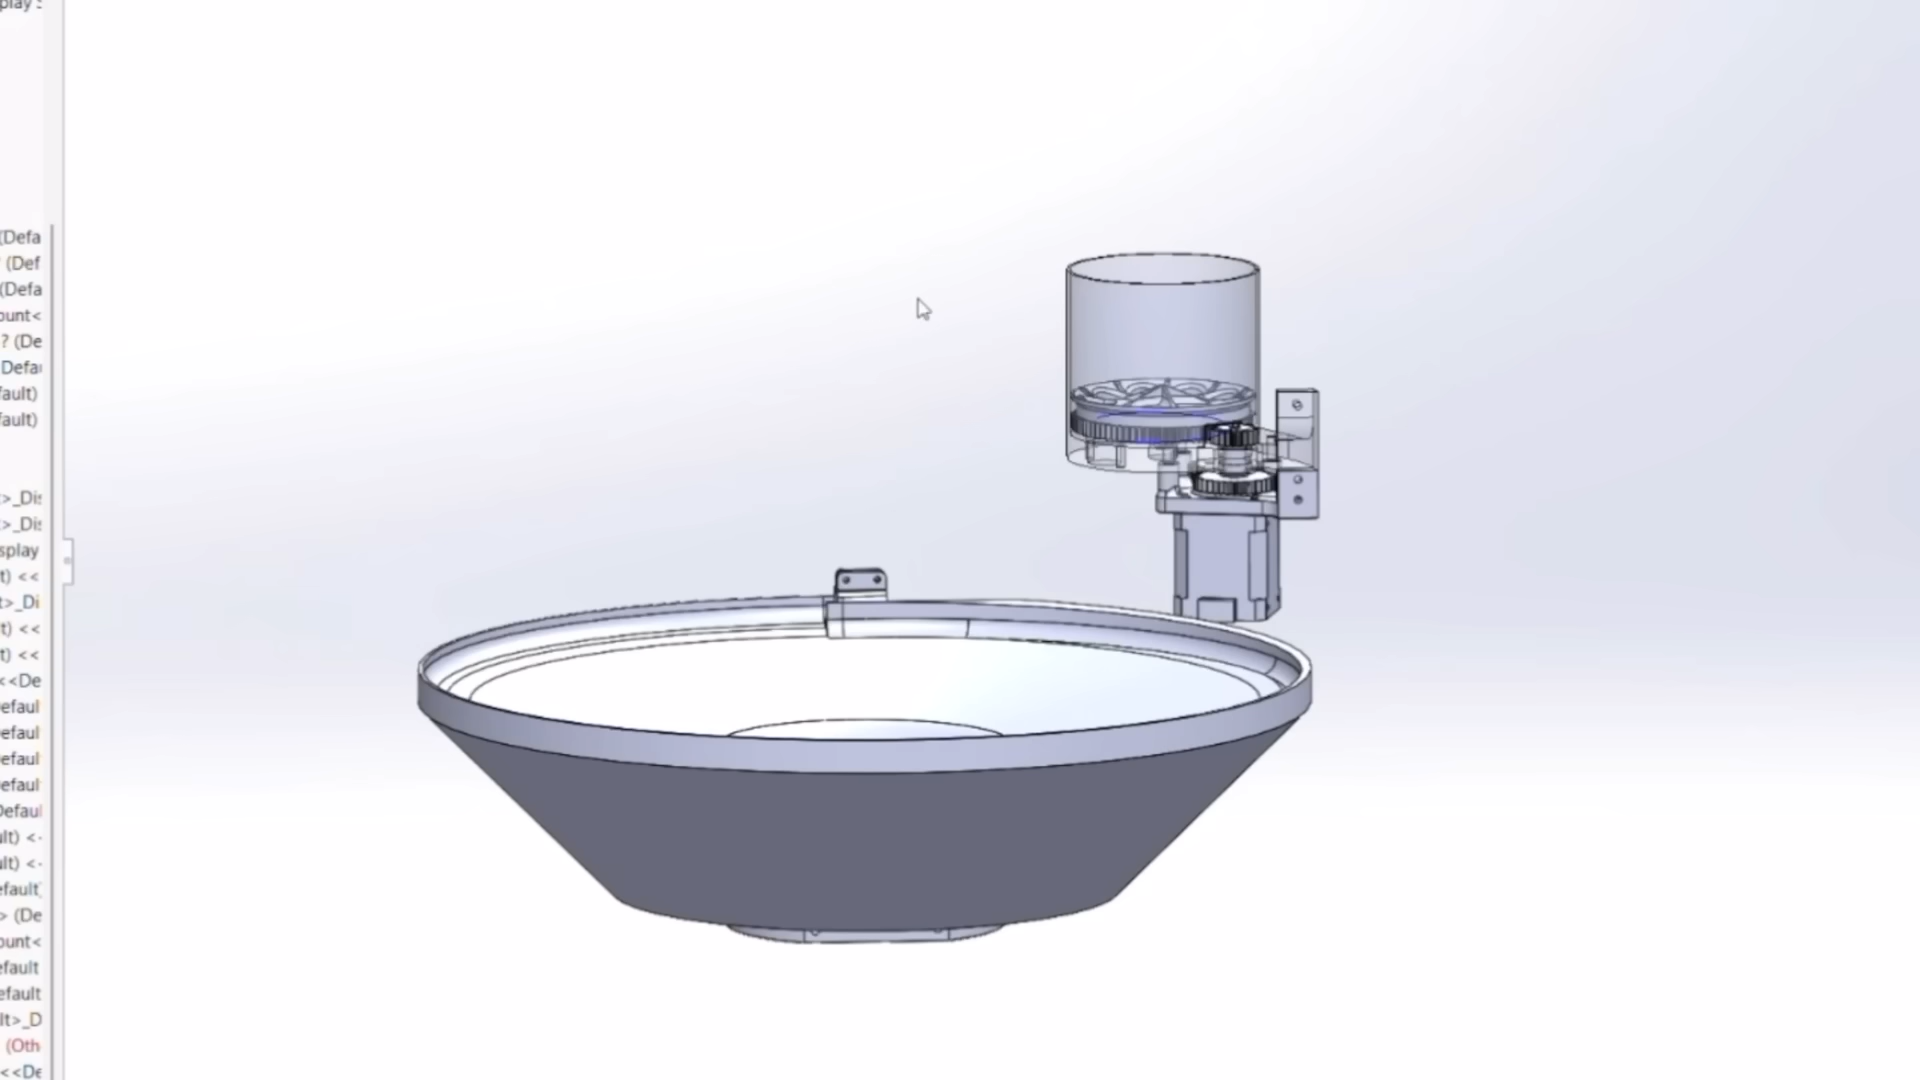 play
(Defa
(Def
(Defa
ount<
? (De
Defau
fault)
fault)
>_Dis
>_Dis
splay
t) <<
t>_Di
t) <<
t) <<
<<De
efaul
efaul
efaul
efaul
Defaul
ult) <-
ult) <-
efault)
> (De
ount<
efault
efault
lt>_D
(Oth
<<De